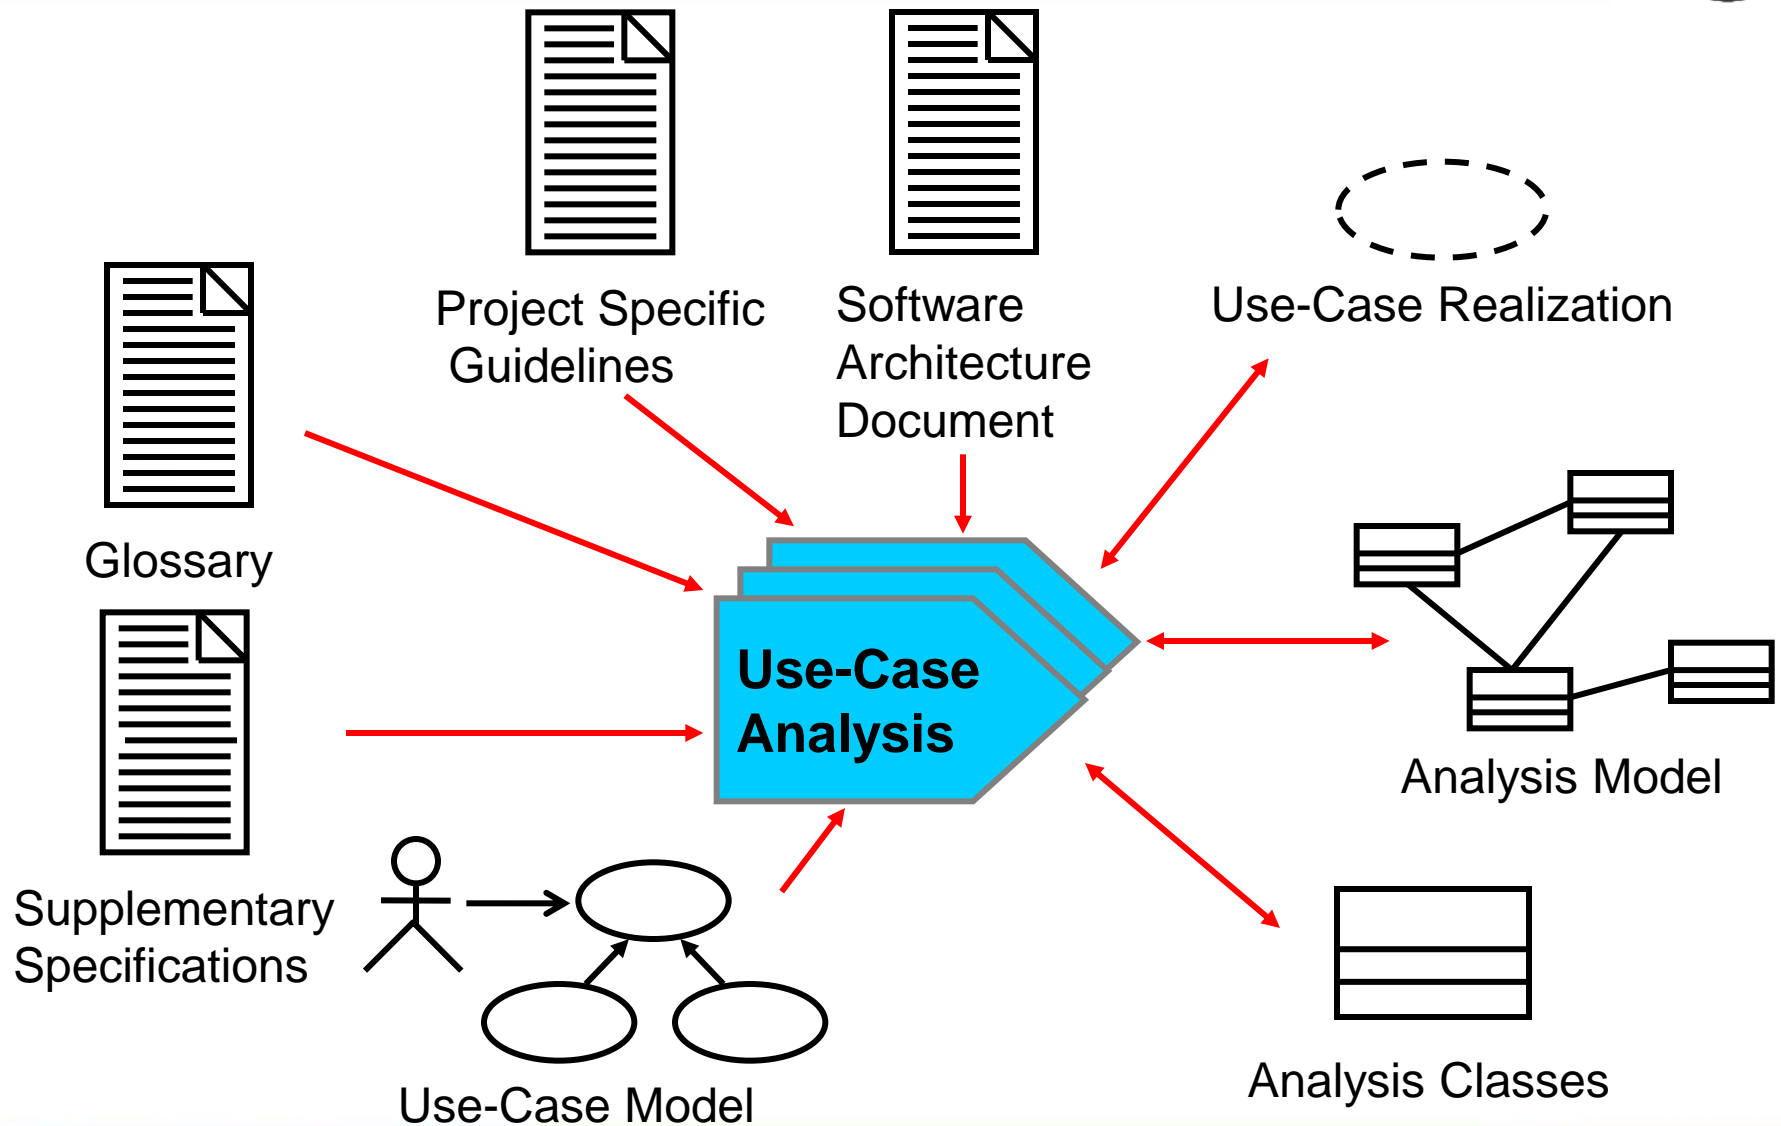 Project Specific
Guidelines
Software
Architecture
Document
Use-Case Realization
Glossary
Use-Case
Analysis
Analysis Model
Supplementary
Specifications
Use-Case Model
Analysis Classes